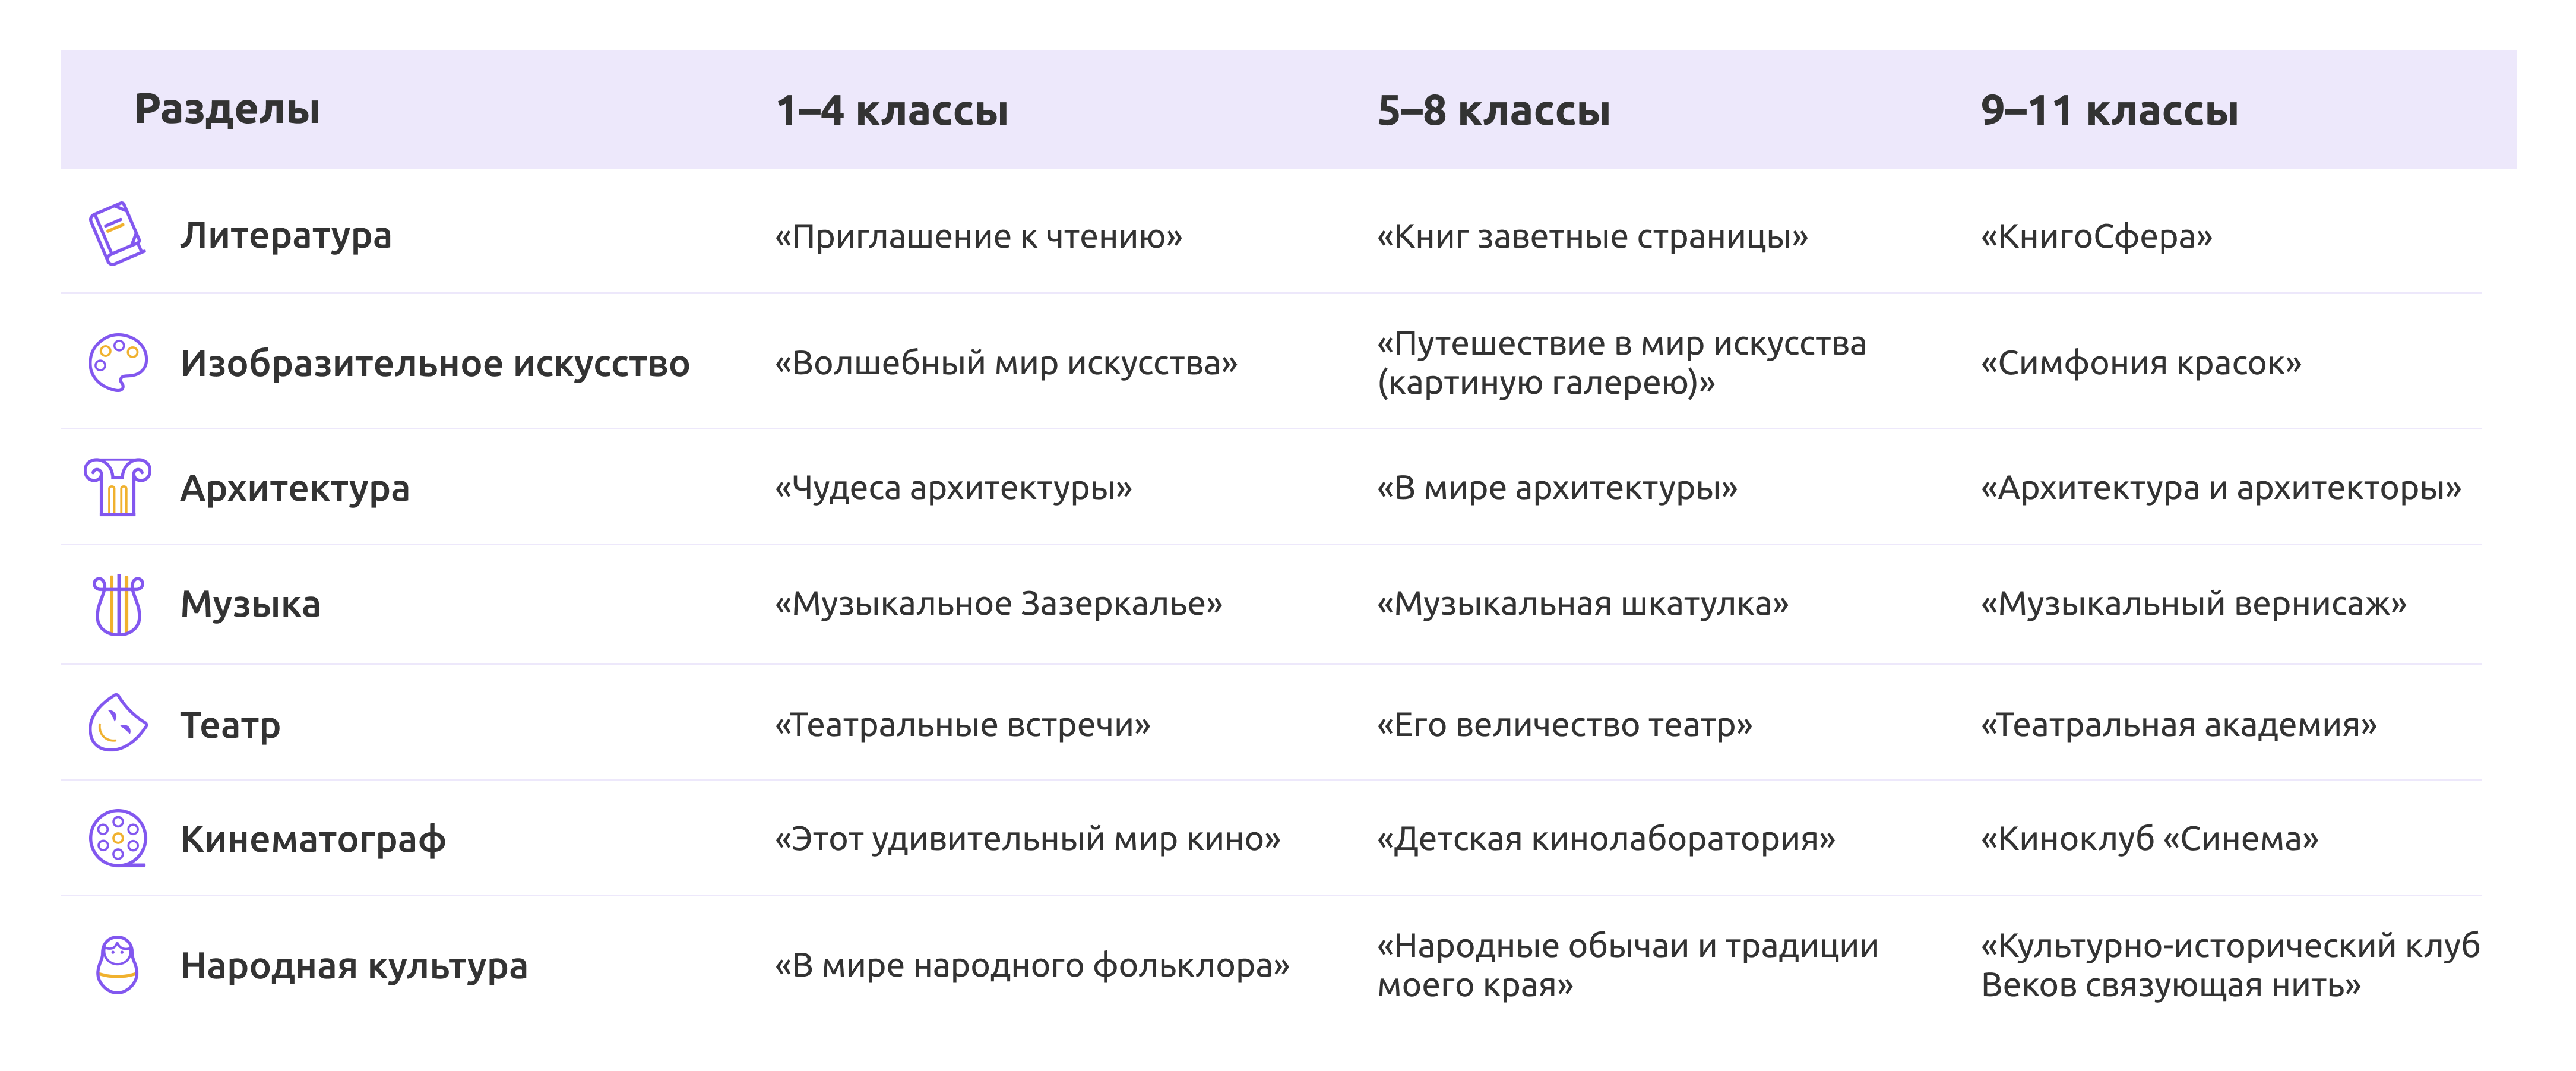 Разделы 1–4 классы 5–8 классы 9–11 классы
Литература «Приглашение к чтению» «Книг заветные страницы» «КнигоСфера»
Изобразительное искусство «Волшебный мир искусства» «Путешествие в мир искусства
(картиную галерею)» «Симфония красок»
Архитектура «Чудеса архитектуры» «В мире архитектуры» «Архитектура и архитекторы»
Музыка «Музыкальное Зазеркалье» «Музыкальная шкатулка» «Музыкальный вернисаж»
Театр «Театральные встречи» «Его величество театр» «Театральная академия»
Кинематограф «Этот удивительный мир кино» «Детская кинолаборатория» «Киноклуб «Синема»
Народная культура «В мире народного фольклора» «Народные обычаи и традиции
моего края» «Культурно-исторический клуб
Веков связующая нить»